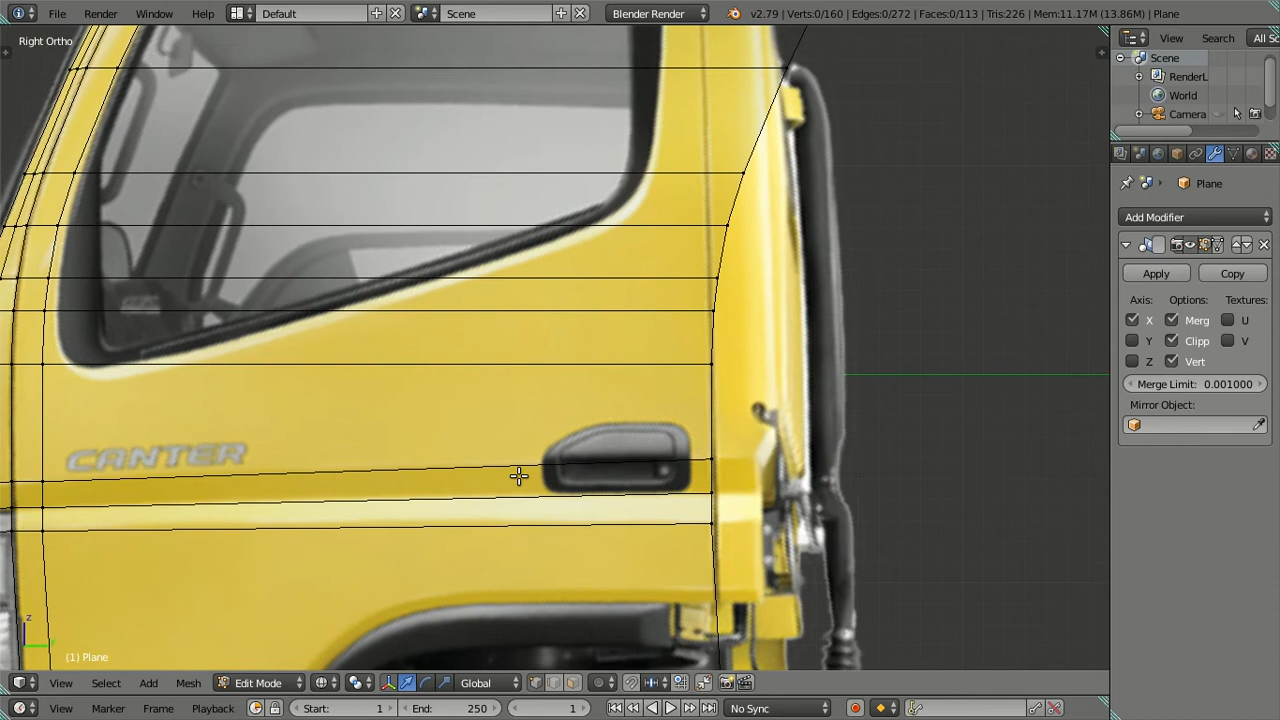 File Render Window Help Default Scene Blender Render v2.79 | Verts:0/160 | Edges:0/272 | Faces:0/113 | Tris:226 | Mem:11.17M (13.86M) | Plane
Right Ortho
View Search All Sc
Scene
RenderL
World
Camera
Plane
Add Modifier
Apply Copy
Axis: Options: Textures:
X Merg U
Y Clipp V
Z Vert
Merge Limit: 0.001000
Mirror Object:
CANTER
z
y
(1) Plane
View Select Add Mesh Edit Mode Global
View Marker Frame Playback Start: 1 End: 250 1 No Sync